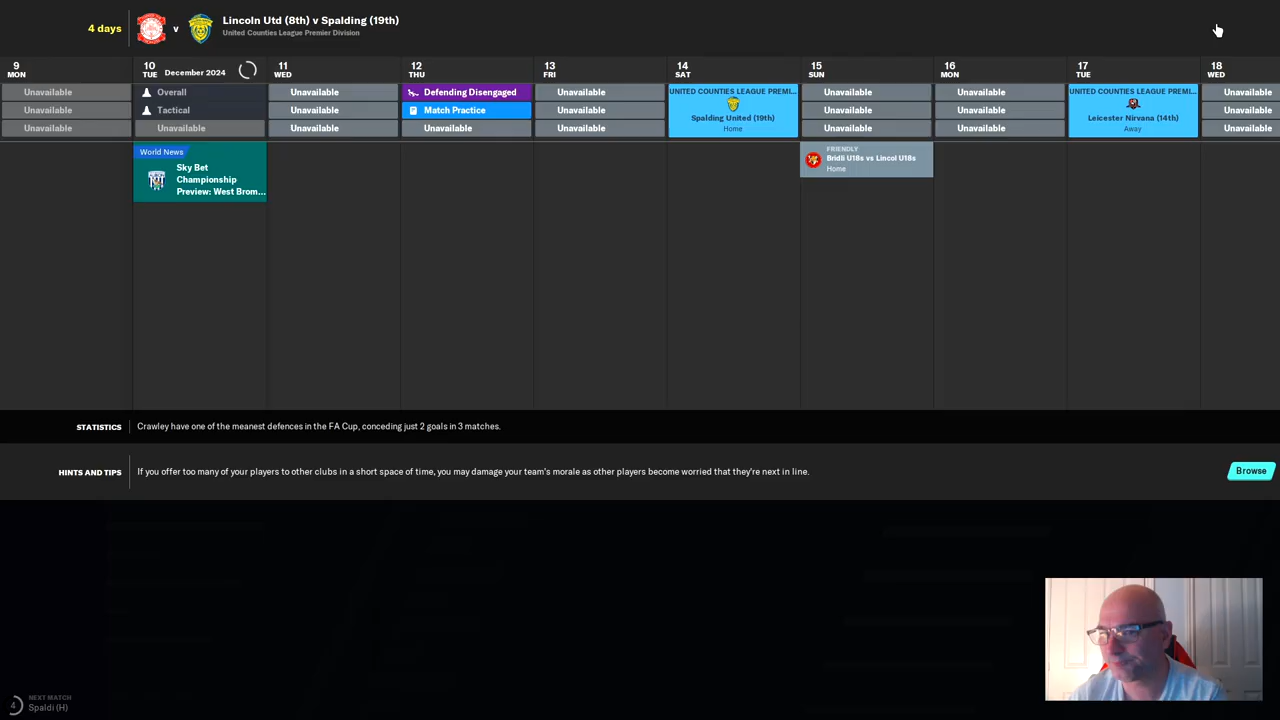 4 days
v
Lincoln Utd (8th) v Spalding (19th)
United Counties League Premier Division
9
MON
10
TUE
December 2024
11
WED
12
THU
13
FRI
14
SAT
15
SUN
16
MON
17
TUE
18
WED
Unavailable
Overall
Unavailable
Defending Disengaged
Unavailable
UNITED COUNTIES LEAGUE PREMI...
Unavailable
Unavailable
UNITED COUNTIES LEAGUE PREMI...
Unavailable
Unavailable
Tactical
Unavailable
Match Practice
Unavailable
Spalding United (19th)
Home
Unavailable
Unavailable
Leicester Nirvana (14th)
Away
Unavailable
Unavailable
Unavailable
Unavailable
Unavailable
Unavailable
Unavailable
Unavailable
Unavailable
World News
Sky Bet
Championship
Preview: West Brom...
FRIENDLY
Bridli U18s vs Lincol U18s
Home
STATISTICS
Crawley have one of the meanest defences in the FA Cup, conceding just 2 goals in 3 matches.
HINTS AND TIPS
If you offer too many of your players to other clubs in a short space of time, you may damage your team's morale as other players become worried that they're next in line.
Browse
4
NEXT MATCH
Spaldi (H)